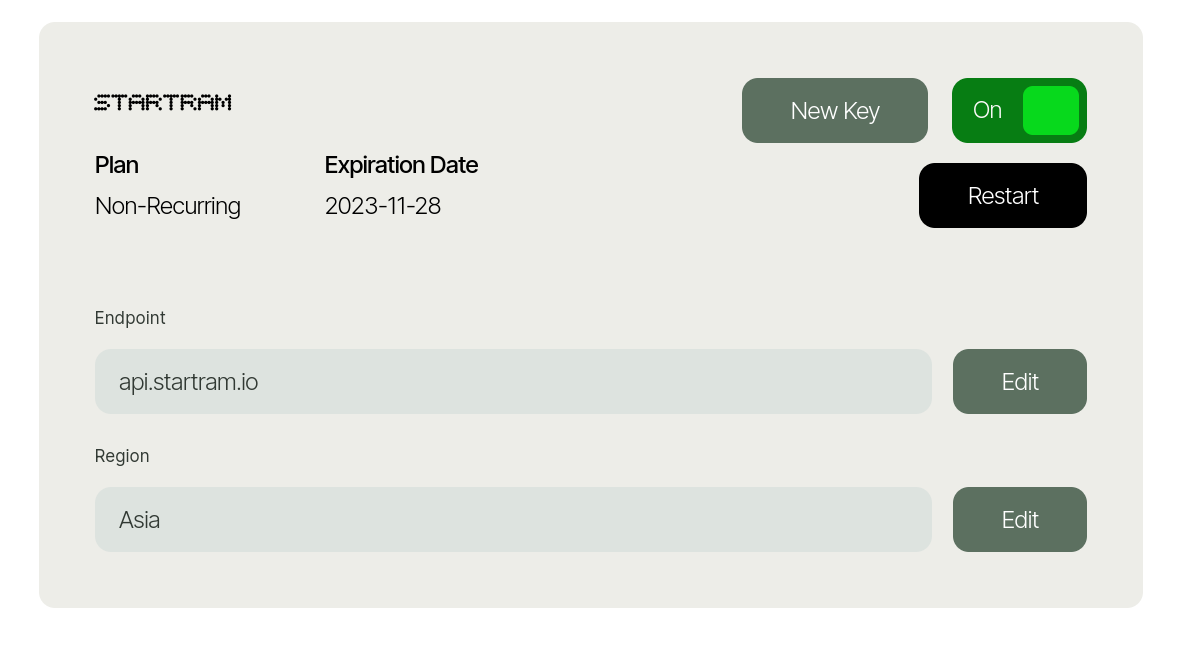 STARTRAM
New Key
On
Plan
Expiration Date
Non-Recurring
2023-11-28
Restart
Endpoint
api.startram.io
Edit
Region
Asia
Edit